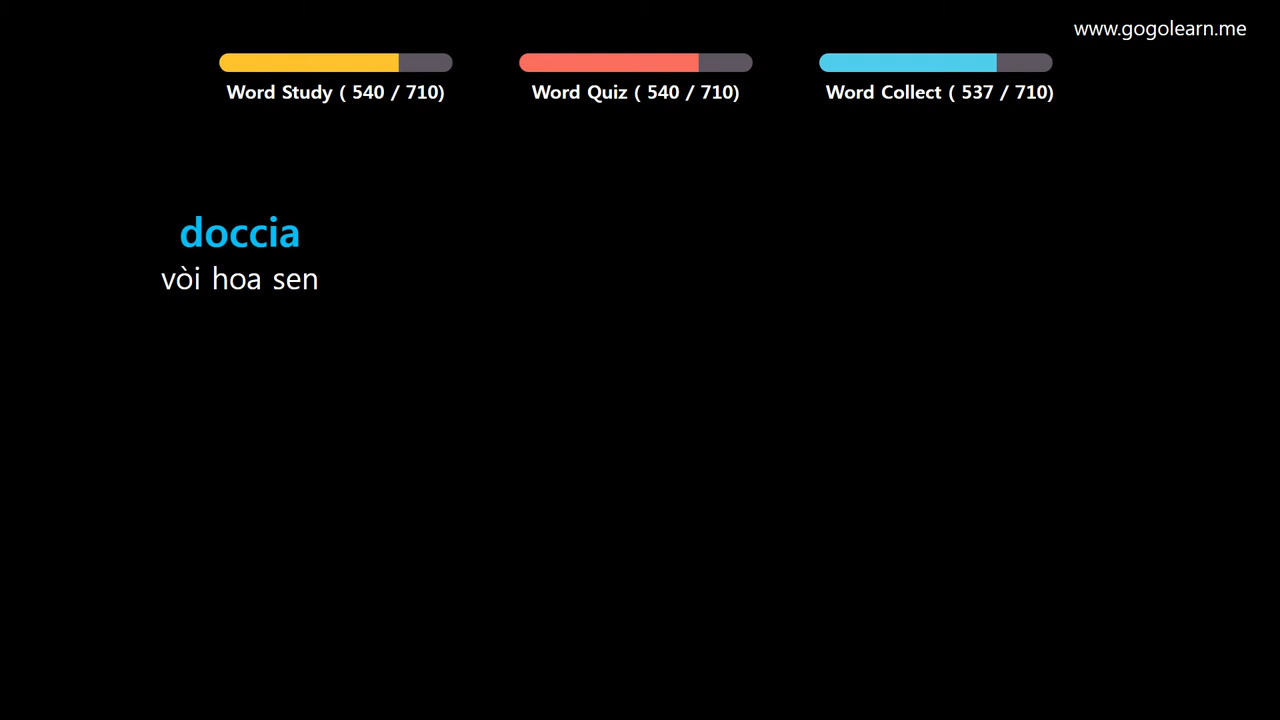 www.gogolearn.me
Word Study ( 540 / 710)
Word Quiz ( 540 / 710)
Word Collect ( 537 / 710)
doccia
vòi hoa sen